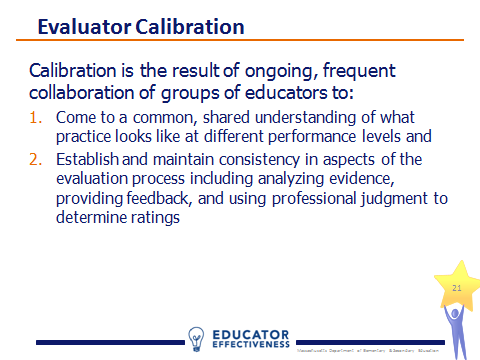 Evaluator Calibration
Calibration is the result of ongoing, frequent
collaboration of groups of educators to:
1. Come to a common, shared understanding of what
practice looks like at different performance levels and
2. Establish and maintain consistency in aspects of the
evaluation process including analyzing evidence,
providing feedback, and using professional judgment to
determine ratings
21
EDUCATOR
EFFECTIVENESS
Massachusetts Department of Elementary & Secondary Education